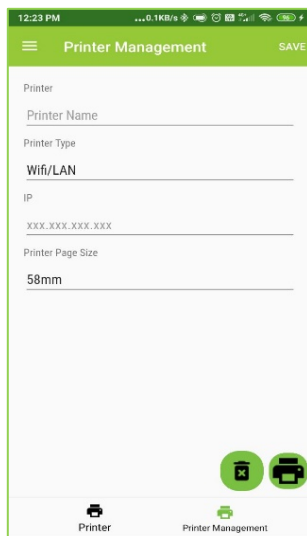 12:23 PM ...0.1KB/s
Printer Management SAVE
Printer
Printer Name
Printer Type
Wifi/LAN
IP
xxx.xxx.xxx.xxx
Printer Page Size
58mm
Printer Printer Management